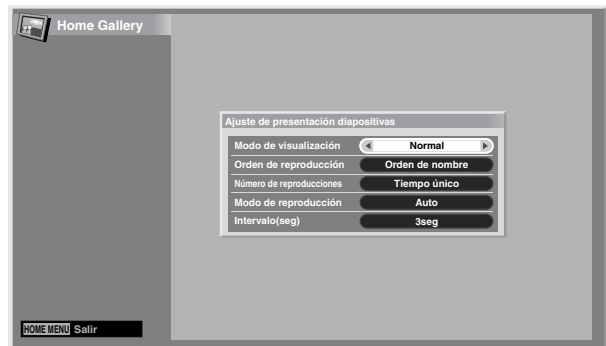 Home Gallery
Ajuste de presentación diapositivas
Modo de visualización Normal
Orden de reproducción Orden de nombre
Número de reproducciones Tiempo único
Modo de reproducción Auto
Intervalo(seg) 3seg
HOME MENU Salir